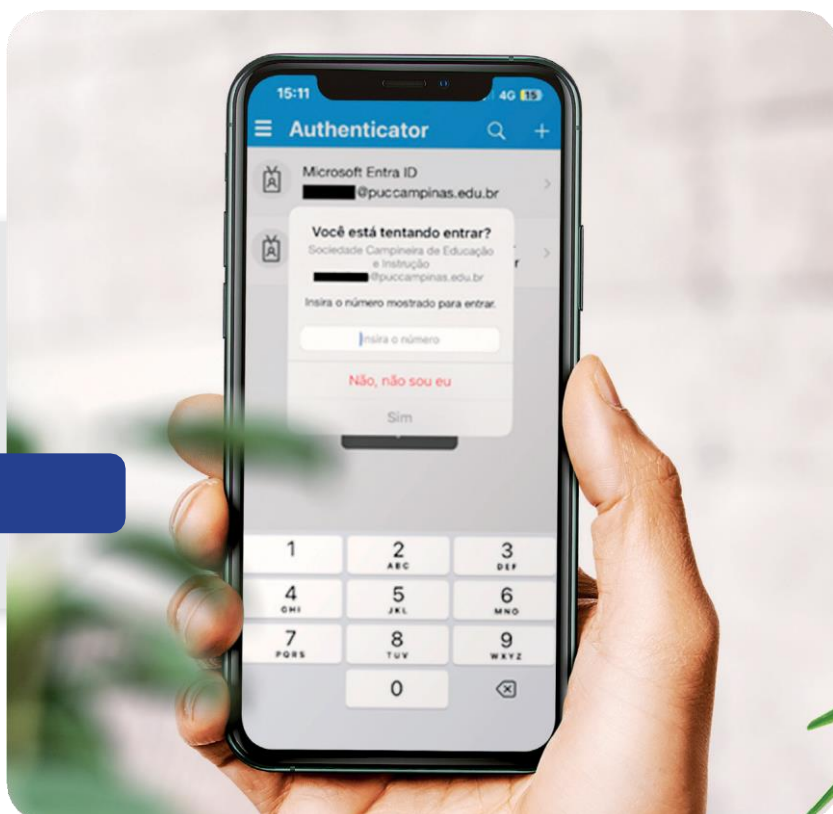 15:11
4G 15
Authenticator
Microsoft Entra ID
@puccampinas.edu.br
Você está tentando entrar?
Sociedade Campineira de Educação
e Instrução
@puccampinas.edu.br
r
Insira o número mostrado para entrar.
Insira o número
Não, não sou eu
Sim
1
2
ABC
3
DEF
4
GHI
5
JKL
6
MNO
7
PQRS
8
TUV
9
WXYZ
0